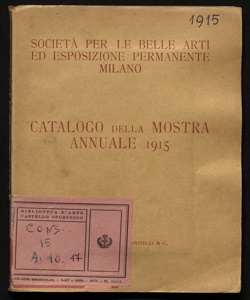 1915
SOCIETÀ PER LE BELLE ARTI
ED ESPOSIZIONE PERMANENTE
MILANO
CATALOGO DELLA MOSTRA
ANNUALE 1915
& C.
BIBLIOTECA D'ARTE
CASTELLO SFORZESCO
CONS.
15
A. 10. 17